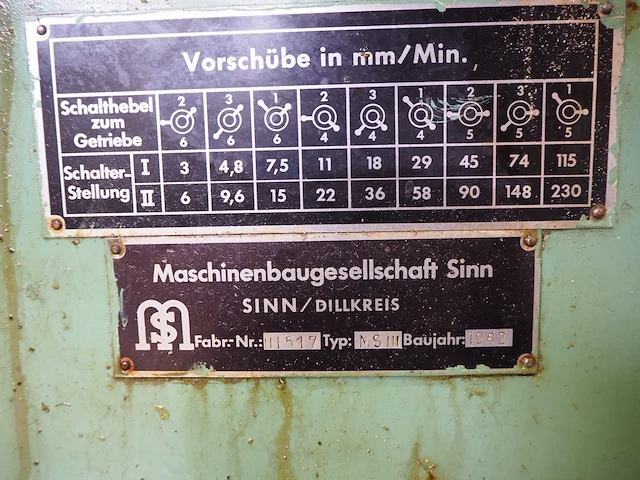 Vorschübe in mm/Min.
Schalthebel zum Getriebe
2 3 1 2 3 1 2 3 1
6 6 6 4 4 4 5 5 5
Schalter-Stellung
I 3 4,8 7,5 11 18 29 45 74 115
II 6 9,6 15 22 36 58 90 148 230
Maschinenbaugesellschaft Sinn
SINN/DILLKREIS
MS Fabr.-Nr.: 11517 Typ: MS III Baujahr: 1962